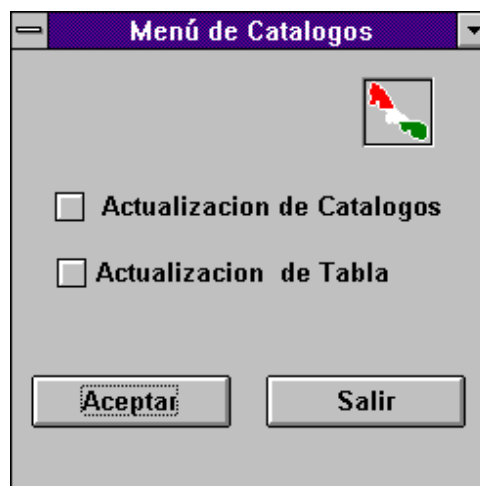 Menú de Catalogos
Actualizacion de Catalogos
Actualizacion de Tabla
Aceptar
Salir